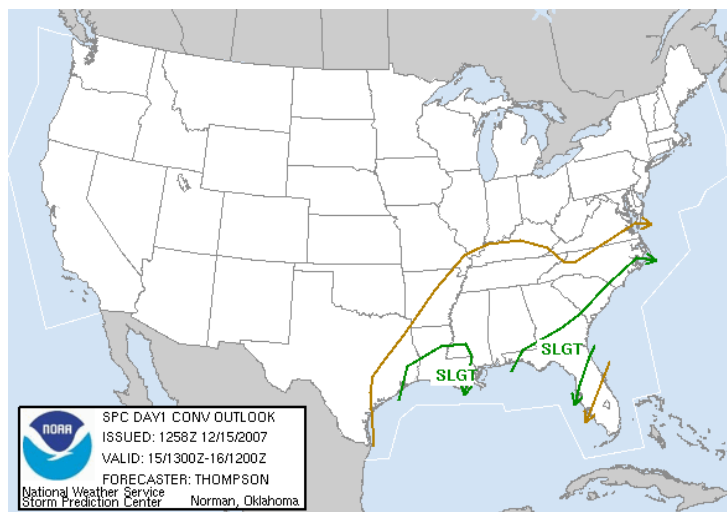 SLGT
SLGT
SPC DAY1 CONV OUTLOOK
ISSUED: 1258Z 12/15/2007
VALID: 15/1300Z-16/1200Z
FORECASTER: THOMPSON
NOAA
National Weather Service
Storm Prediction Center Norman, Oklahoma